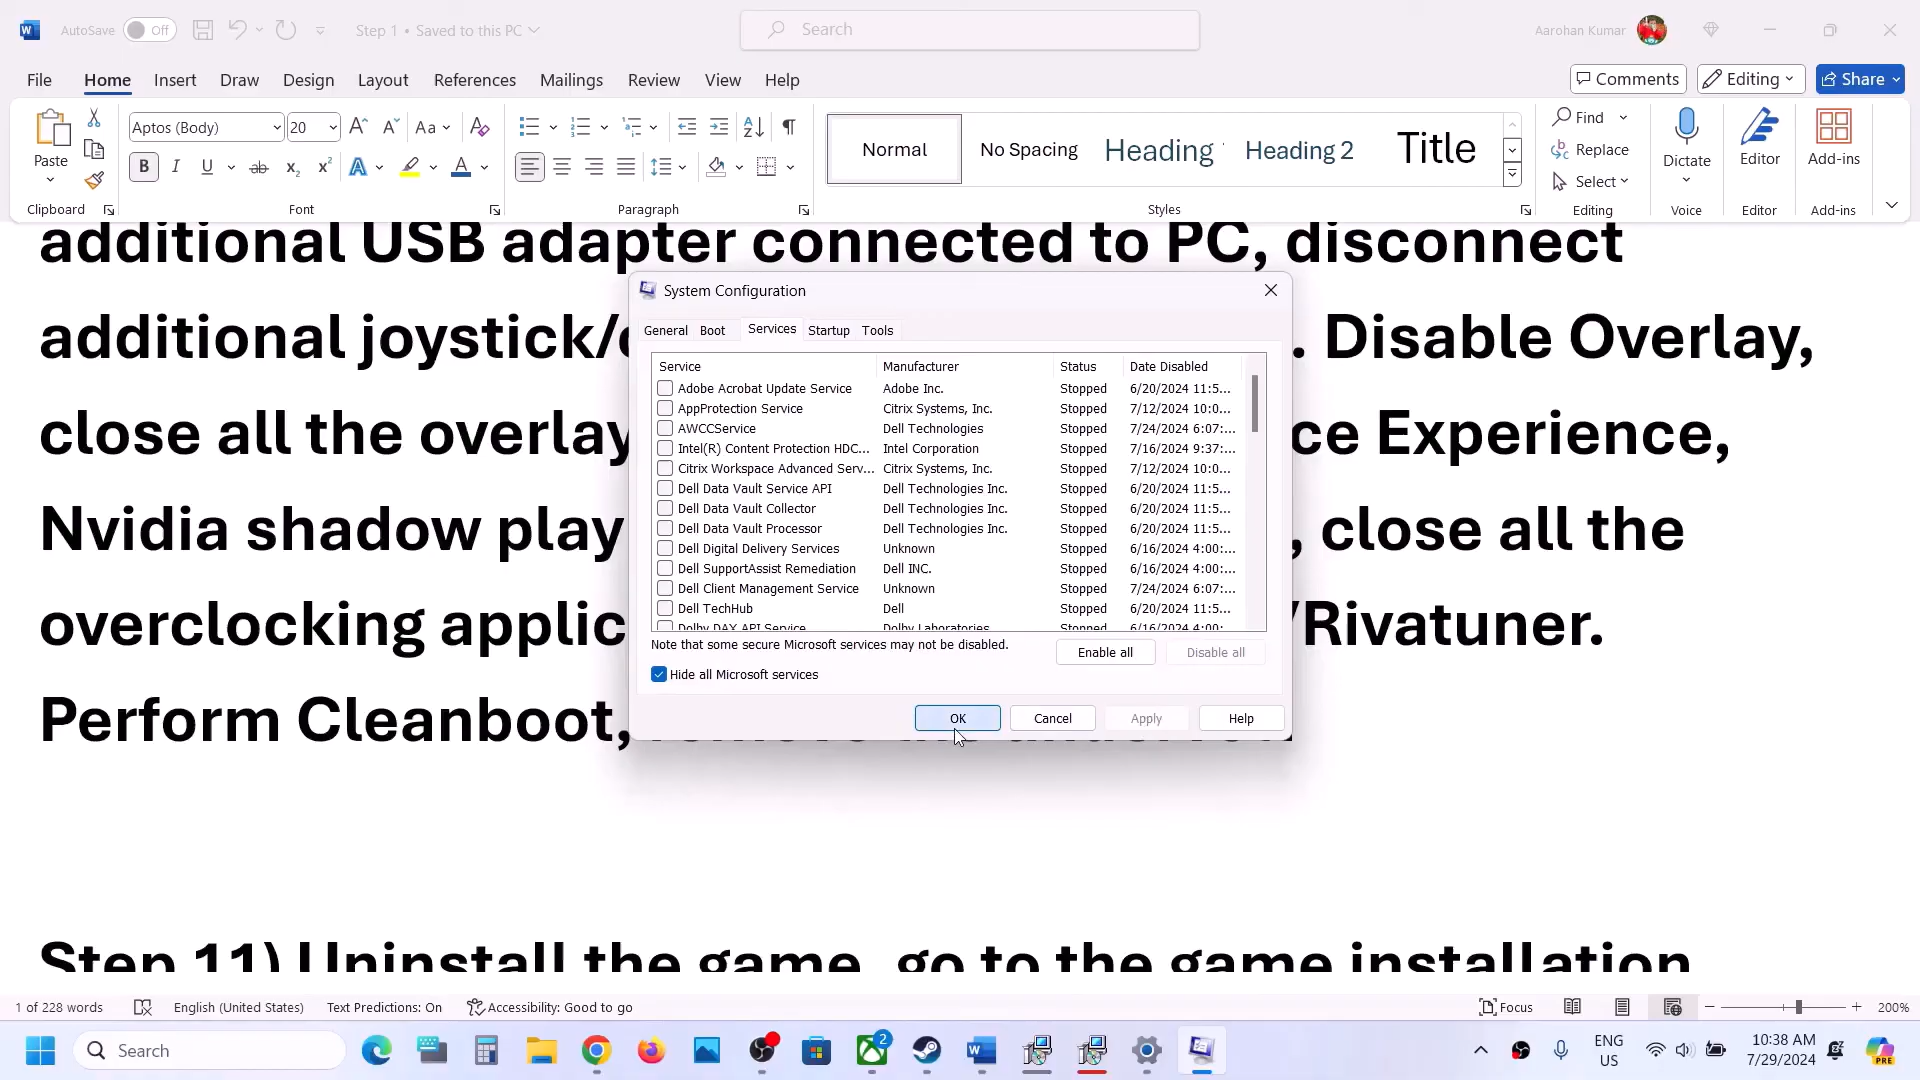 AutoSave Off Step 1 • Saved to this PC Search Aarohan Kumar
File Home Insert Draw Design Layout References Mailings Review View Help Comments Editing Share
Paste Aptos (Body) 20 Aa Normal No Spacing Heading Heading 2 Title Find Replace Select Dictate Editor Add-ins
Clipboard Font Paragraph Styles Editing Voice Editor Add-ins
additional USB adapter connected to PC, disconnect
additional joystick/ . Disable Overlay,
close all the overlay ce Experience,
Nvidia shadow play , close all the
overclocking applic /Rivatuner.
Perform Cleanboot,
Step 11) Uninstall the game, go to the game installation
System Configuration
General Boot Services Startup Tools
Service Manufacturer Status Date Disabled
Adobe Acrobat Update Service Adobe Inc. Stopped 6/20/2024 11:5...
AppProtection Service Citrix Systems, Inc. Stopped 7/12/2024 10:0...
AWCCService Dell Technologies Stopped 7/24/2024 6:07:...
Intel(R) Content Protection HDC... Intel Corporation Stopped 7/16/2024 9:37:...
Citrix Workspace Advanced Serv... Citrix Systems, Inc. Stopped 7/12/2024 10:0...
Dell Data Vault Service API Dell Technologies Inc. Stopped 6/20/2024 11:5...
Dell Data Vault Collector Dell Technologies Inc. Stopped 6/20/2024 11:5...
Dell Data Vault Processor Dell Technologies Inc. Stopped 6/20/2024 11:5...
Dell Digital Delivery Services Unknown Stopped 6/16/2024 4:00:...
Dell SupportAssist Remediation Dell INC. Stopped 6/16/2024 4:00:...
Dell Client Management Service Unknown Stopped 7/24/2024 6:07:...
Dell TechHub Dell Stopped 6/20/2024 11:5...
Dolby DAX API Service Dolby Laboratories Stopped 6/16/2024 4:00:
Note that some secure Microsoft services may not be disabled. Enable all Disable all
Hide all Microsoft services
OK Cancel Apply Help
1 of 228 words English (United States) Text Predictions: On Accessibility: Good to go Focus 200%
Search 2 ENG US 10:38 AM 7/29/2024 PRE